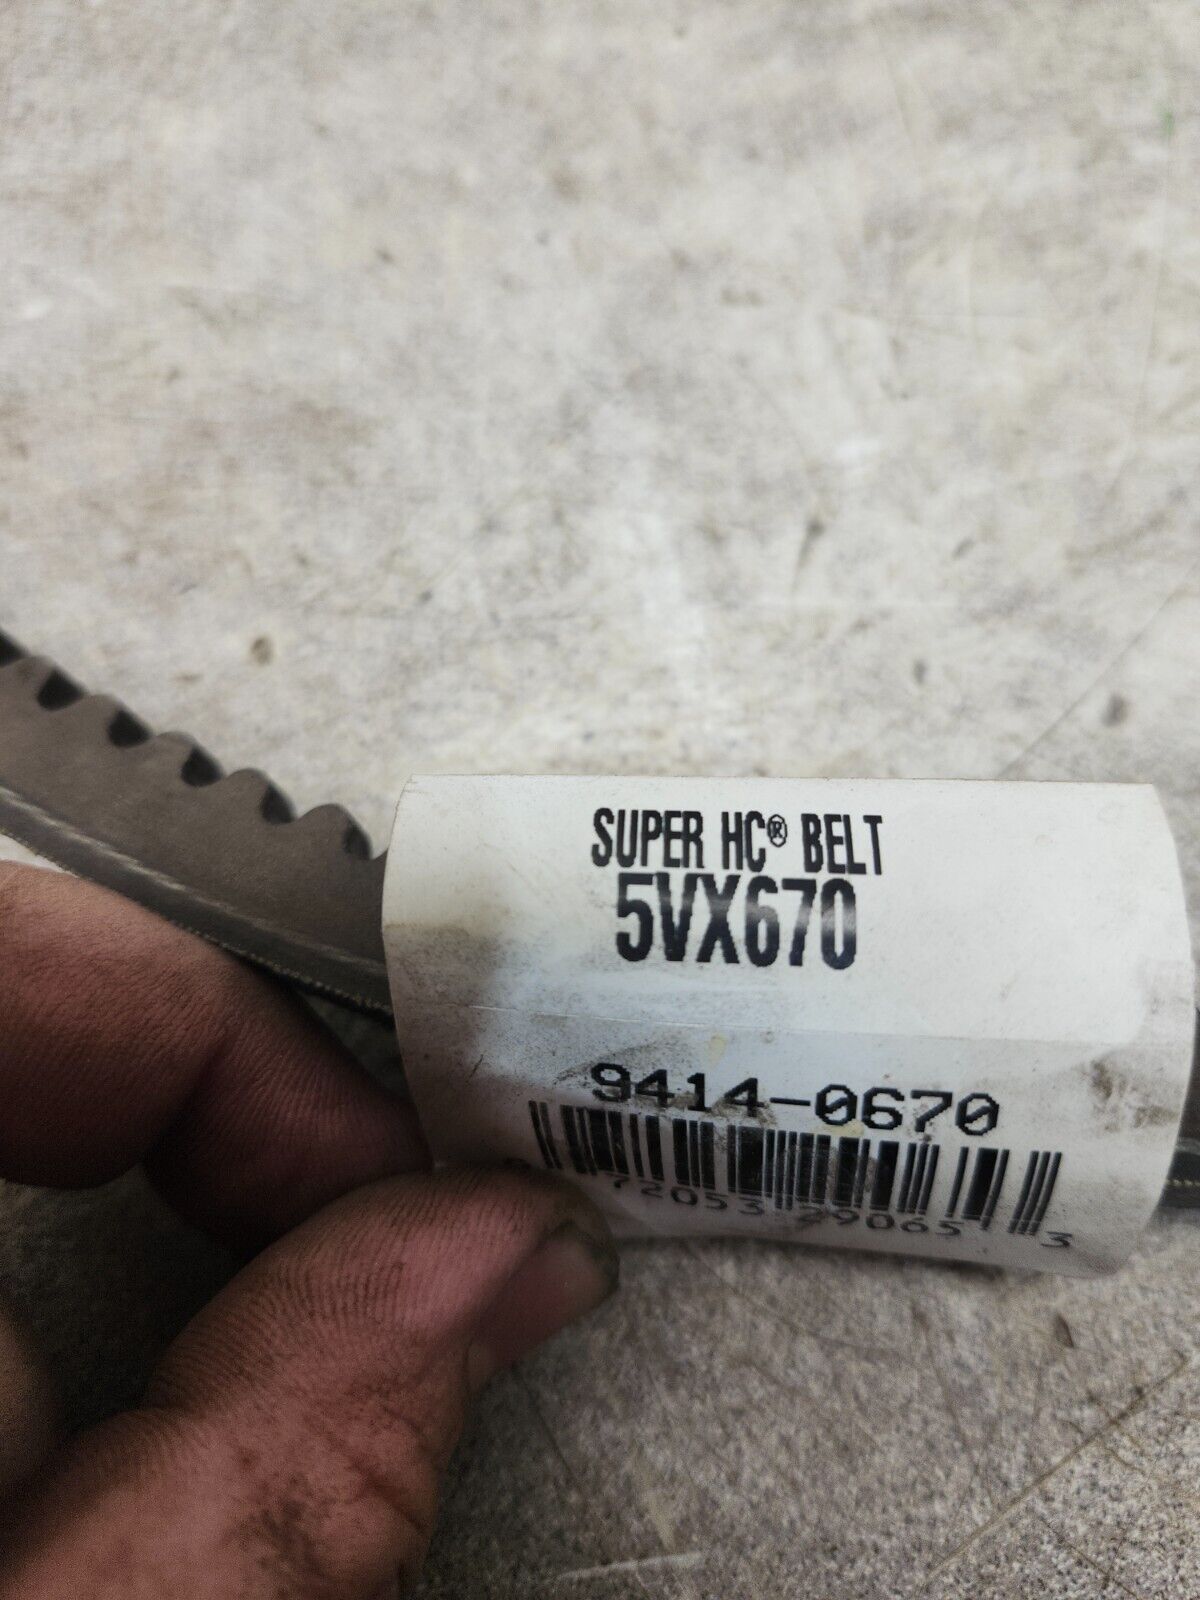 SUPER HC® BELT
5VX670
9414-0670
72053 29065 3